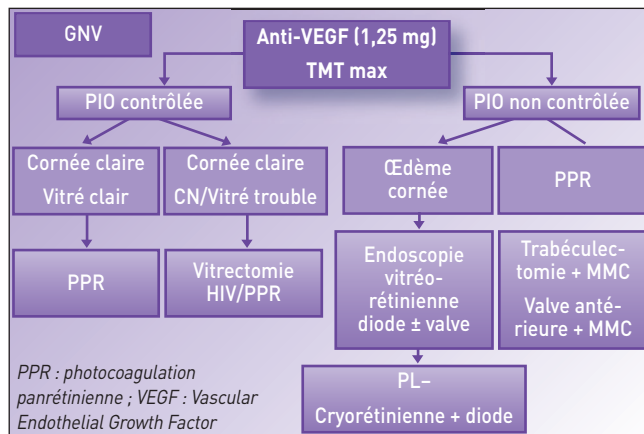 GNV
Anti-VEGF (1,25 mg)
TMT max
PIO contrôlée
PIO non contrôlée
Cornée claire
Vitré clair
Cornée claire
CN/Vitré trouble
Œdème
cornée
PPR
PPR
Vitrectomie
HIV/PPR
Endoscopie
vitréo-
rétinienne
diode ± valve
Trabéculec-
tomie + MMC
Valve anté-
rieure + MMC
PL–
Cryorétinienne + diode
PPR : photocoagulation
panrétinienne ; VEGF : Vascular
Endothelial Growth Factor